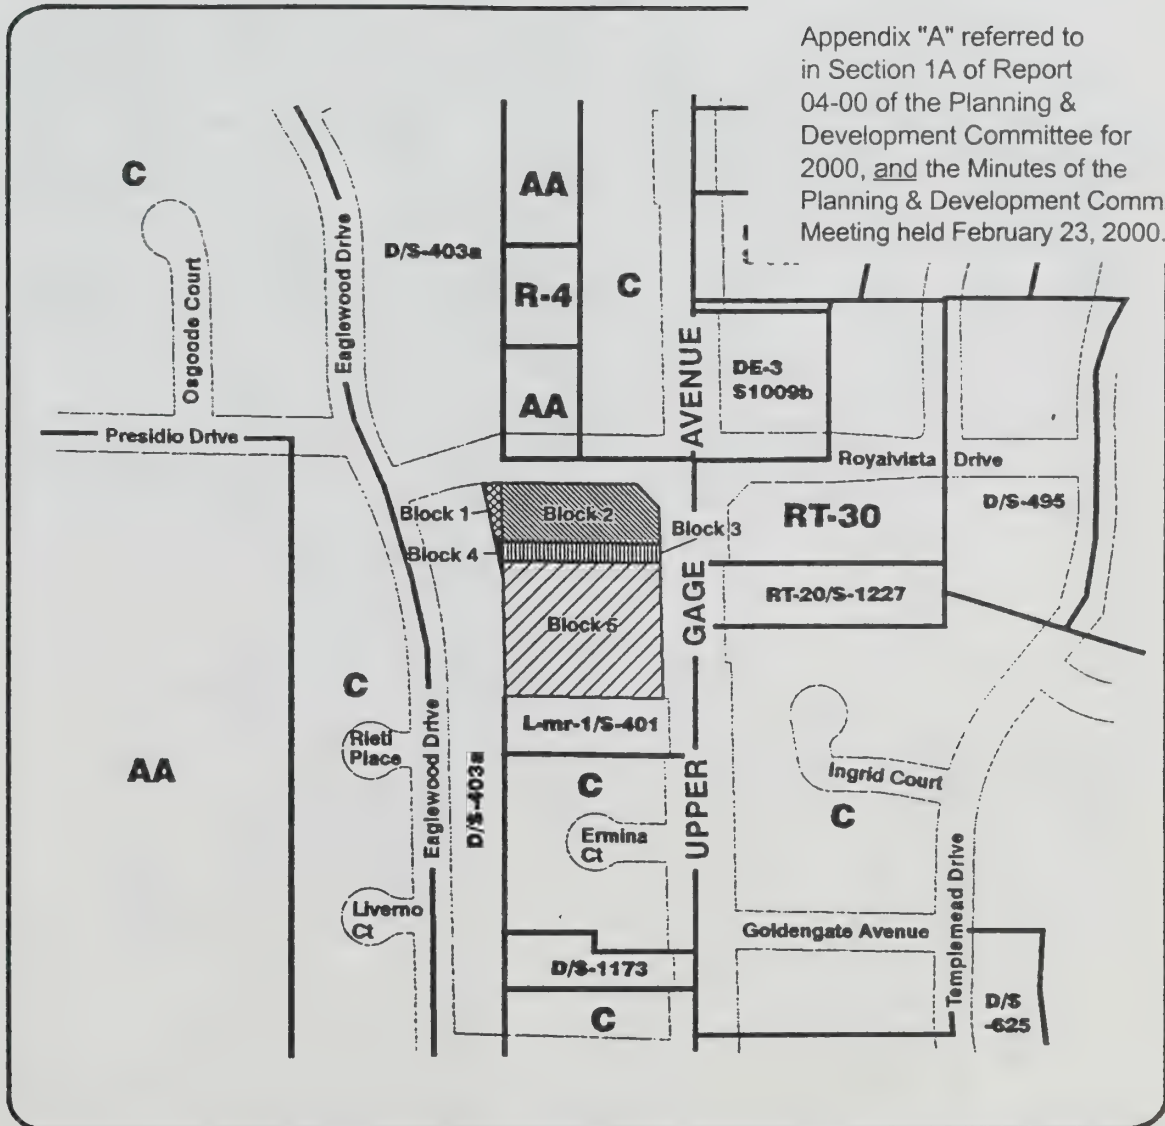 Appendix "A" referred to
in Section 1A of Report
04-00 of the Planning &
Development Committee for
2000, and the Minutes of the
Planning & Development Comm
Meeting held February 23, 2000.
C
AA
D/S-403a
Eaglewood Drive
Osgoode Court
R-4
C
AVENUE
DE-3
S1009b
AA
Presidio Drive
Royalvista Drive
Block 1
Block 2
Block 3
RT-30
D/S-495
Block 4
GAGE
RT-20/S-1227
Block 5
C
L-mr-1/S-401
Rieti
Place
AA
Eaglewood Drive
D/S-403a
C
UPPER
Ingrid Court
C
Ermina
Ct
Templemead Drive
Liverno
Ct
Goldengate Avenue
D/S-1173
C
D/S
-625